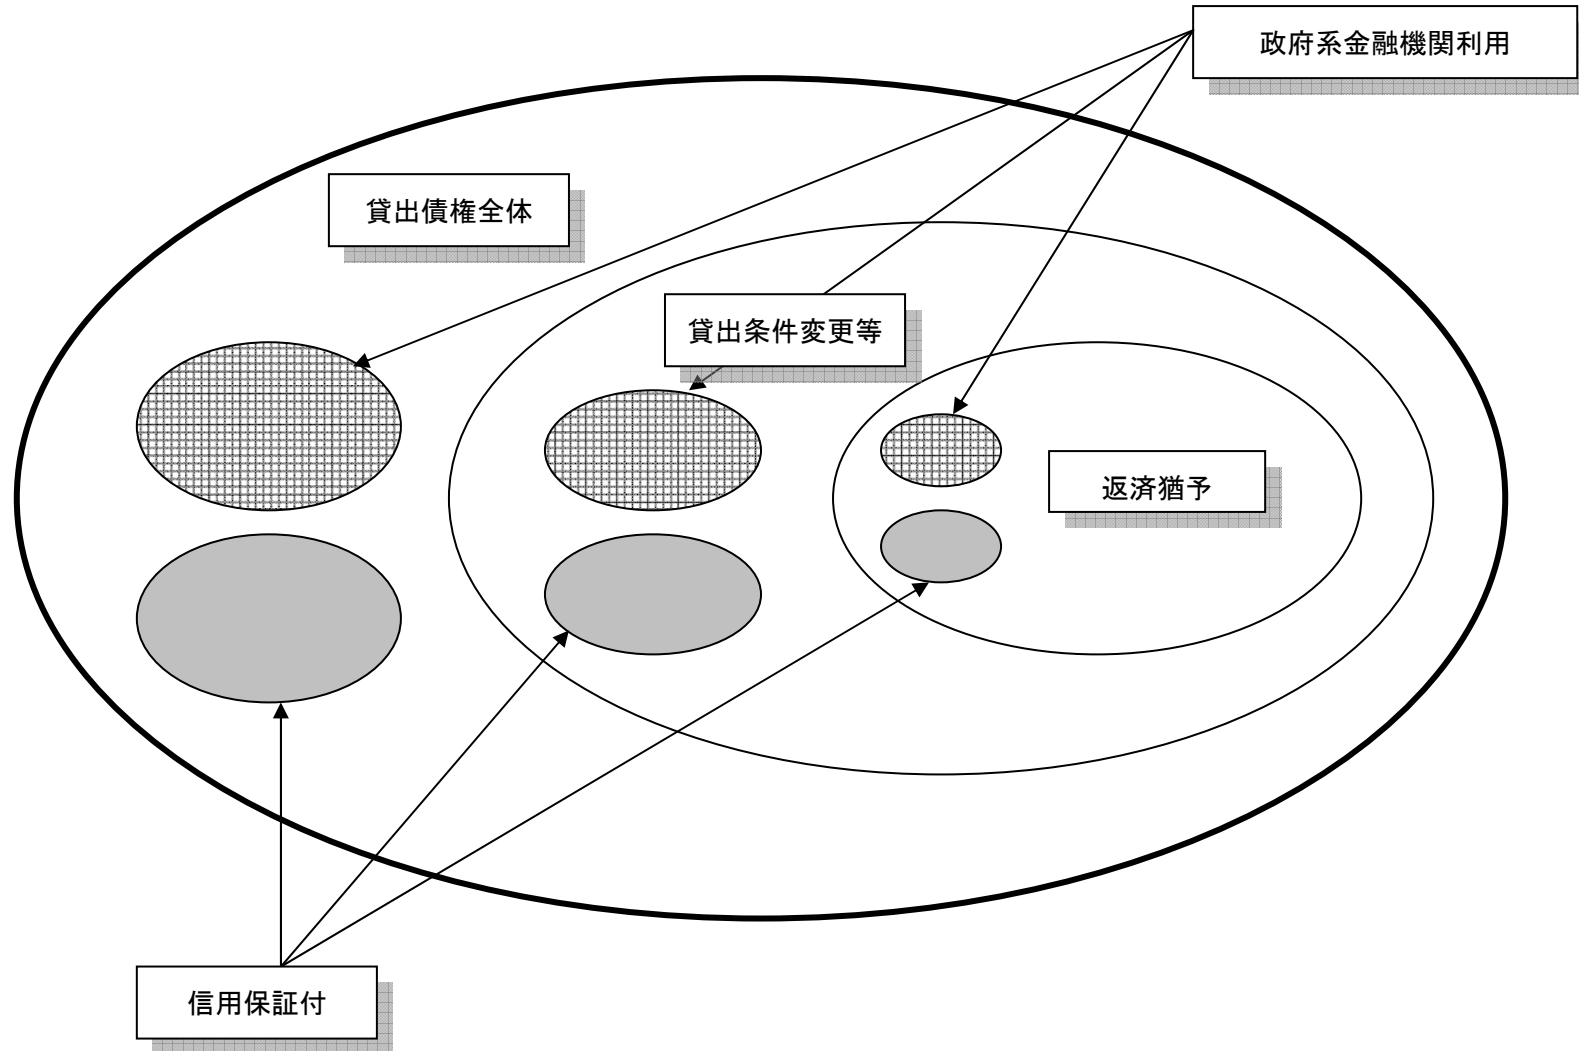 政府系金融機関利用
貸出債権全体
貸出条件変更等
返済猶予
信用保証付